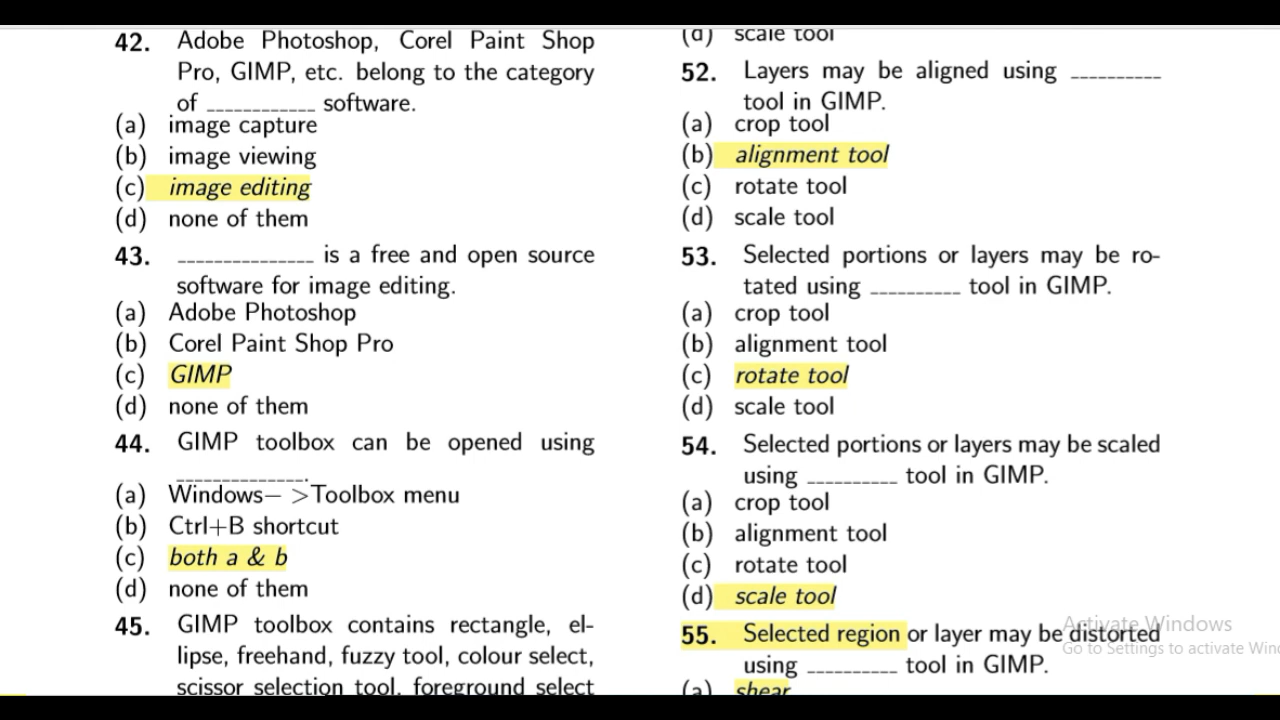 42. Adobe Photoshop, Corel Paint Shop
Pro, GIMP, etc. belong to the category
of ____________ software.
(a) image capture
(b) image viewing
(c) image editing
(d) none of them
43. _______________ is a free and open source
software for image editing.
(a) Adobe Photoshop
(b) Corel Paint Shop Pro
(c) GIMP
(d) none of them
44. GIMP toolbox can be opened using
______________.
(a) Windows− >Toolbox menu
(b) Ctrl+B shortcut
(c) both a & b
(d) none of them
45. GIMP toolbox contains rectangle, el-
lipse, freehand, fuzzy tool, colour select,
scissor selection tool, foreground select
(d) scale tool
52. Layers may be aligned using __________
tool in GIMP.
(a) crop tool
(b) alignment tool
(c) rotate tool
(d) scale tool
53. Selected portions or layers may be ro-
tated using __________ tool in GIMP.
(a) crop tool
(b) alignment tool
(c) rotate tool
(d) scale tool
54. Selected portions or layers may be scaled
using __________ tool in GIMP.
(a) crop tool
(b) alignment tool
(c) rotate tool
(d) scale tool
55. Selected region or layer may be distorted
using __________ tool in GIMP.
(a) shear
Activate Windows
Go to Settings to activate Win